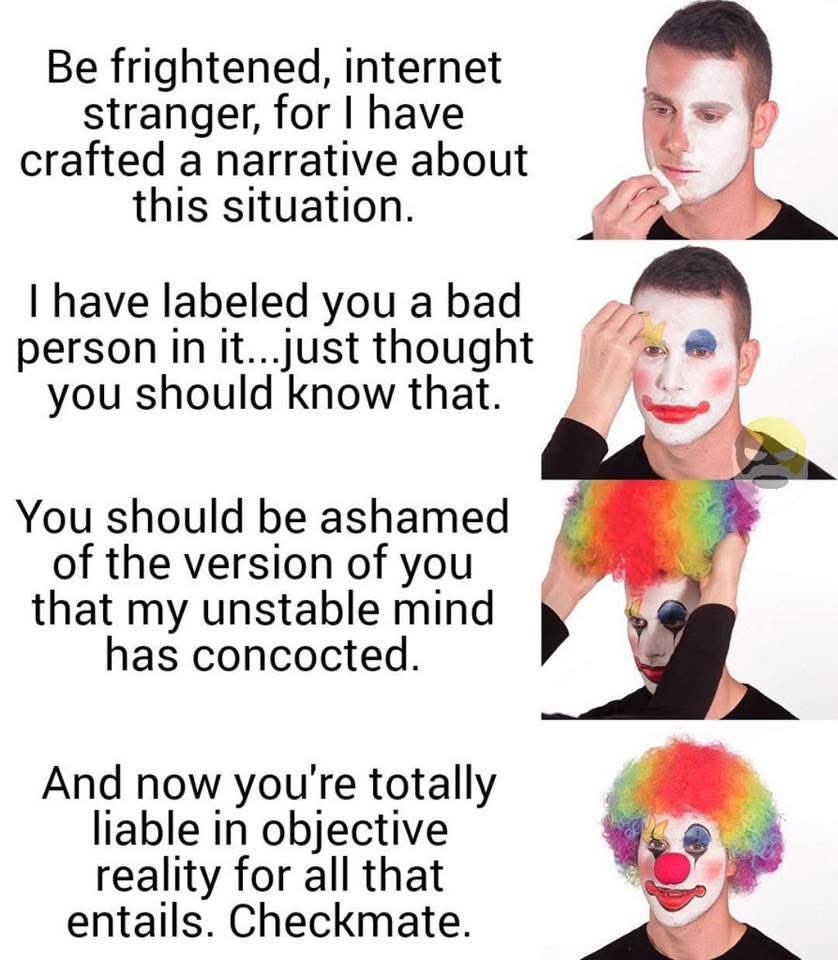 Be frightened, internet
stranger, for I have
crafted a narrative about
this situation.
I have labeled you a bad
person in it...just thought
you should know that.
You should be ashamed
of the version of you
that my unstable mind
has concocted.
And now you're totally
liable in objective
reality for all that
entails. Checkmate.